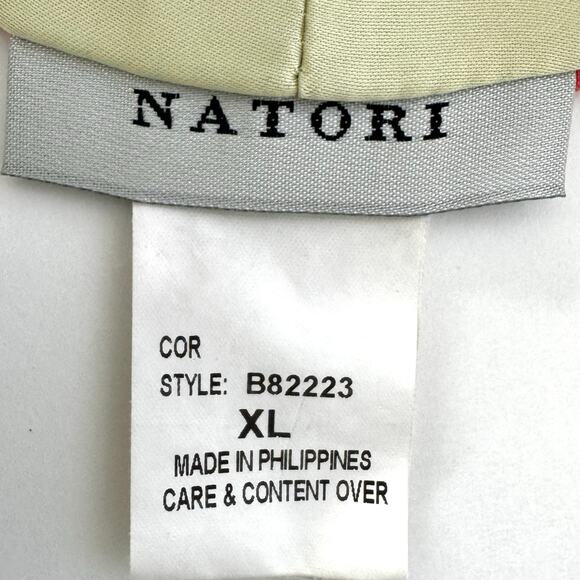 NATORI
COR
STYLE: B82223
XL
MADE IN PHILIPPINES
CARE & CONTENT OVER